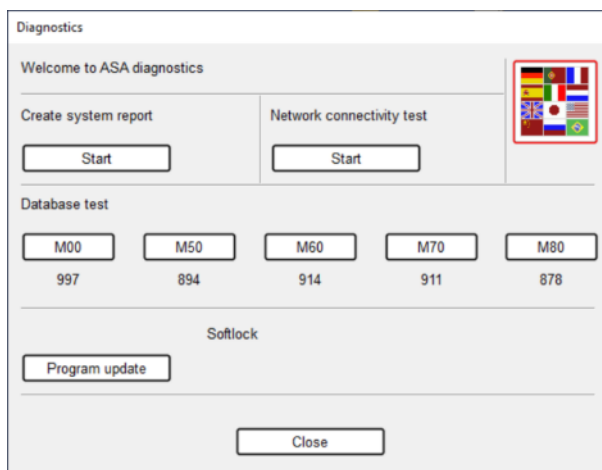 Diagnostics
Welcome to ASA diagnostics
Create system report
Network connectivity test
Start
Start
Database test
M00
M50
M60
M70
M80
997
894
914
911
878
Softlock
Program update
Close